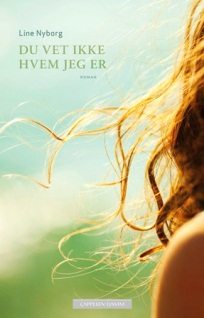 Line Nyborg
DU VET IKKE
HVEM JEG ER
ROMAN
CAPPELEN DAMM